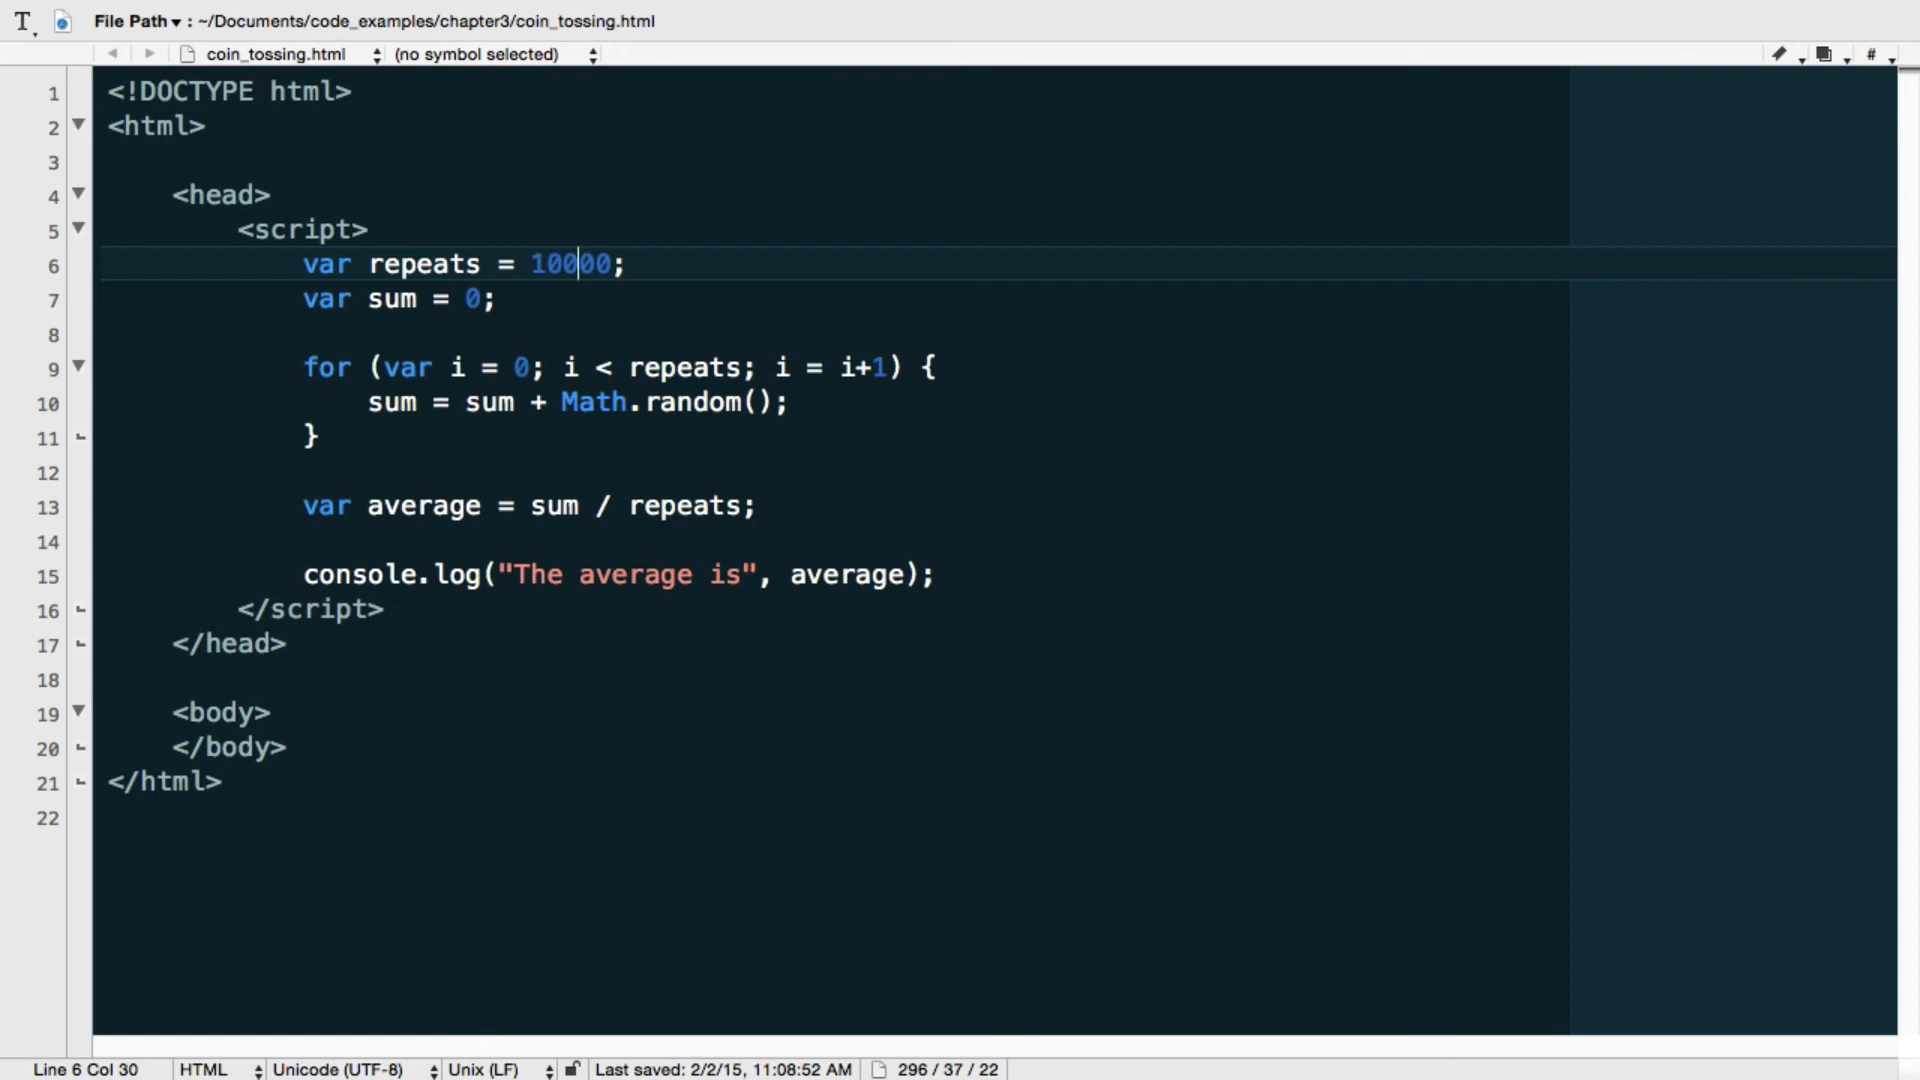 File Path ▾ : ~/Documents/code_examples/chapter3/coin_tossing.html
coin_tossing.html (no symbol selected) #
1 <!DOCTYPE html>
2 <html>
3
4 <head>
5 <script>
6 var repeats = 10000;
7 var sum = 0;
8
9 for (var i = 0; i < repeats; i = i+1) {
10 sum = sum + Math.random();
11 }
12
13 var average = sum / repeats;
14
15 console.log("The average is", average);
16 </script>
17 </head>
18
19 <body>
20 </body>
21 </html>
22
Line 6 Col 30 HTML Unicode (UTF-8) Unix (LF) Last saved: 2/2/15, 11:08:52 AM 296 / 37 / 22